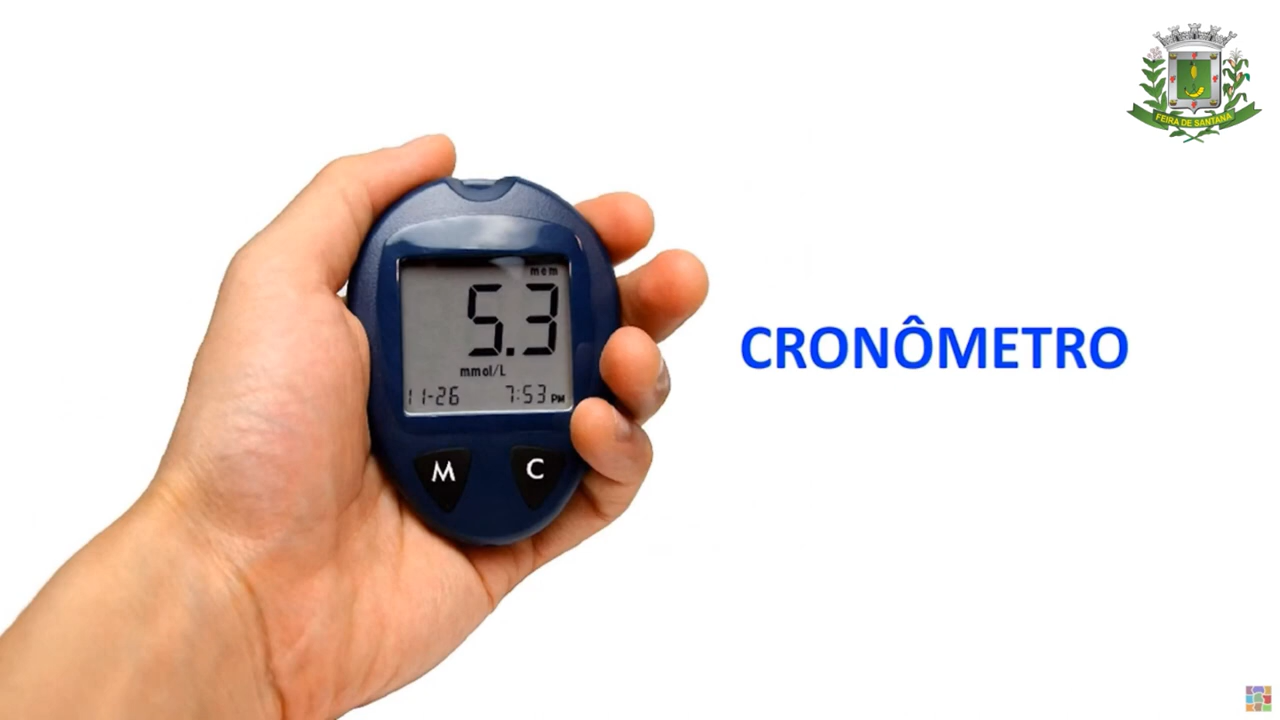 FEIRA DE SANTANA
mem
5.3
mmol/L
11-26 7:53 PM
M C
CRONÔMETRO